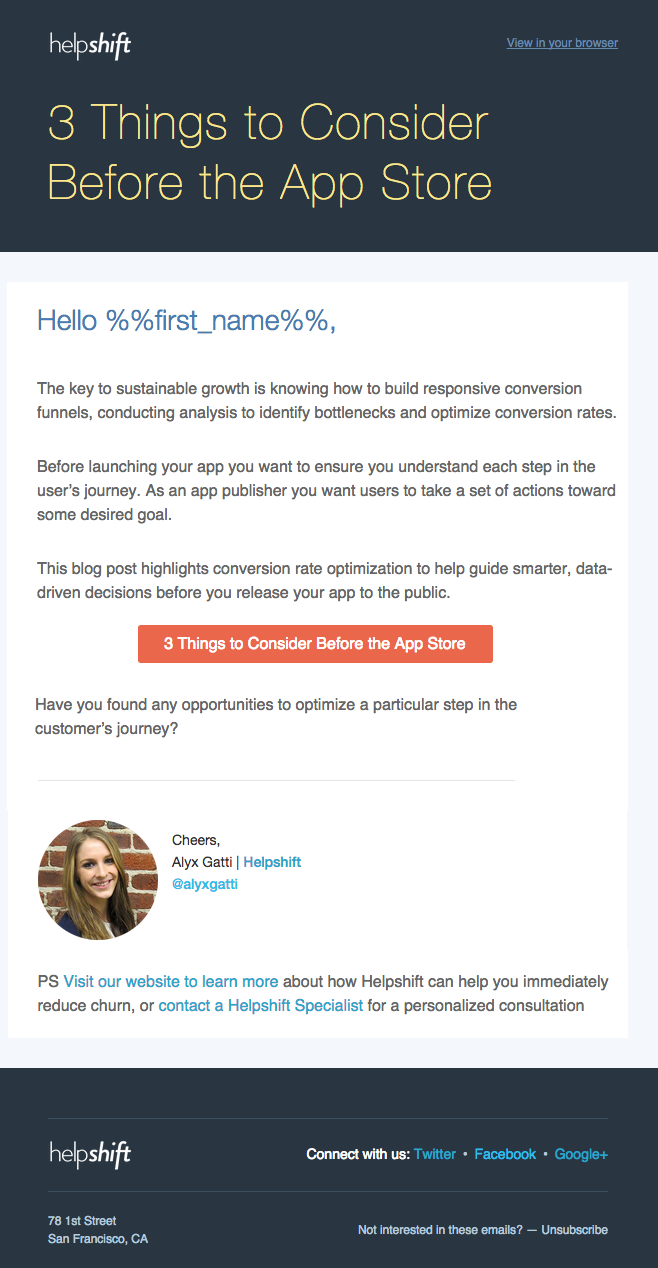 helpshift
View in your browser
3 Things to Consider
Before the App Store
Hello %%first_name%%,
The key to sustainable growth is knowing how to build responsive conversion
funnels, conducting analysis to identify bottlenecks and optimize conversion rates.
Before launching your app you want to ensure you understand each step in the
user’s journey. As an app publisher you want users to take a set of actions toward
some desired goal.
This blog post highlights conversion rate optimization to help guide smarter, data-
driven decisions before you release your app to the public.
3 Things to Consider Before the App Store
Have you found any opportunities to optimize a particular step in the
customer’s journey?
Cheers,
Alyx Gatti | Helpshift
@alyxgatti
PS Visit our website to learn more about how Helpshift can help you immediately
reduce churn, or contact a Helpshift Specialist for a personalized consultation
helpshift
Connect with us: Twitter • Facebook • Google+
78 1st Street
San Francisco, CA
Not interested in these emails? — Unsubscribe